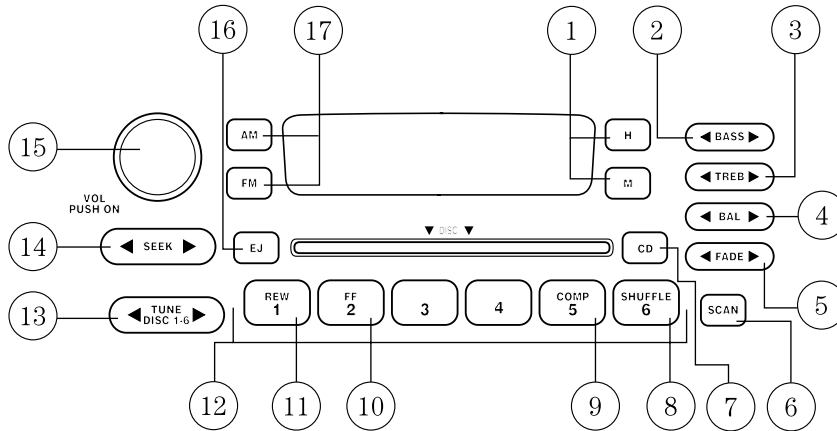 16
17
1
2
3
AM
H
◀ BASS ▶
15
FM
M
◀ TREB ▶
VOL
PUSH ON
◀ BAL ▶
4
14
◀ SEEK ▶
EJ
▼ DISC ▼
CD
◀ FADE ▶
5
13
◀ TUNE ▶
DISC 1-6
REW
1
FF
2
3
4
COMP
5
SHUFFLE
6
SCAN
12
11
10
9
8
7
6